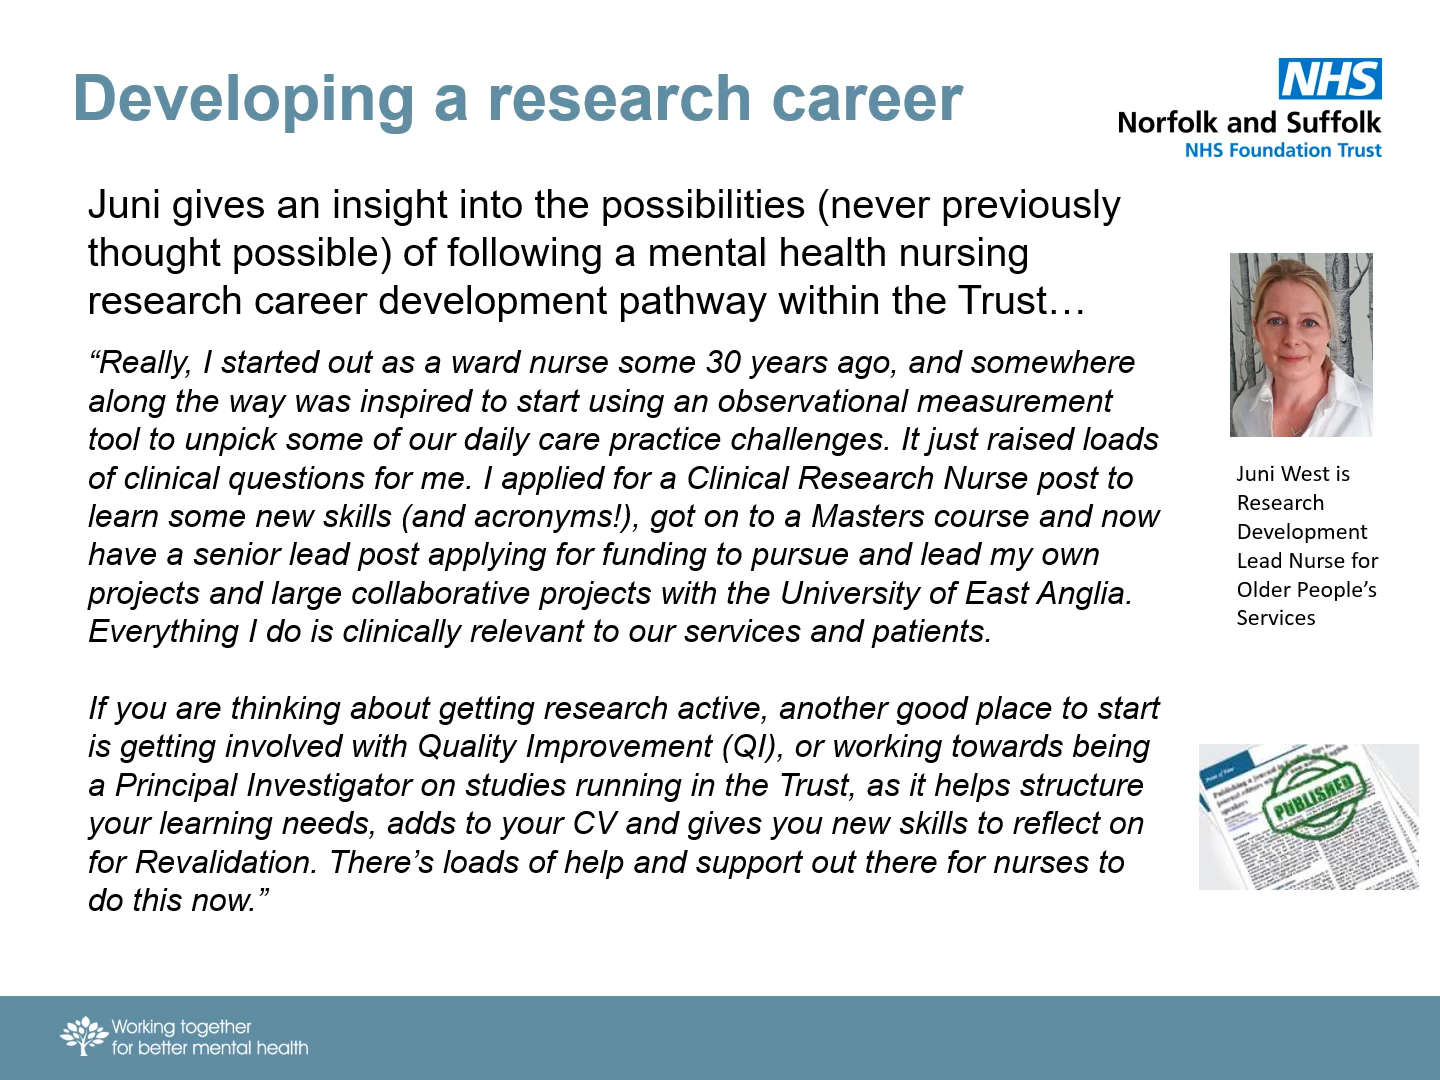 Developing a research career
NHS
Norfolk and Suffolk
NHS Foundation Trust
Juni gives an insight into the possibilities (never previously
thought possible) of following a mental health nursing
research career development pathway within the Trust…
“Really, I started out as a ward nurse some 30 years ago, and somewhere
along the way was inspired to start using an observational measurement
tool to unpick some of our daily care practice challenges. It just raised loads
of clinical questions for me. I applied for a Clinical Research Nurse post to
learn some new skills (and acronyms!), got on to a Masters course and now
have a senior lead post applying for funding to pursue and lead my own
projects and large collaborative projects with the University of East Anglia.
Everything I do is clinically relevant to our services and patients.
If you are thinking about getting research active, another good place to start
is getting involved with Quality Improvement (QI), or working towards being
a Principal Investigator on studies running in the Trust, as it helps structure
your learning needs, adds to your CV and gives you new skills to reflect on
for Revalidation. There’s loads of help and support out there for nurses to
do this now.”
Juni West is
Research
Development
Lead Nurse for
Older People’s
Services
PUBLISHED
Working together
for better mental health